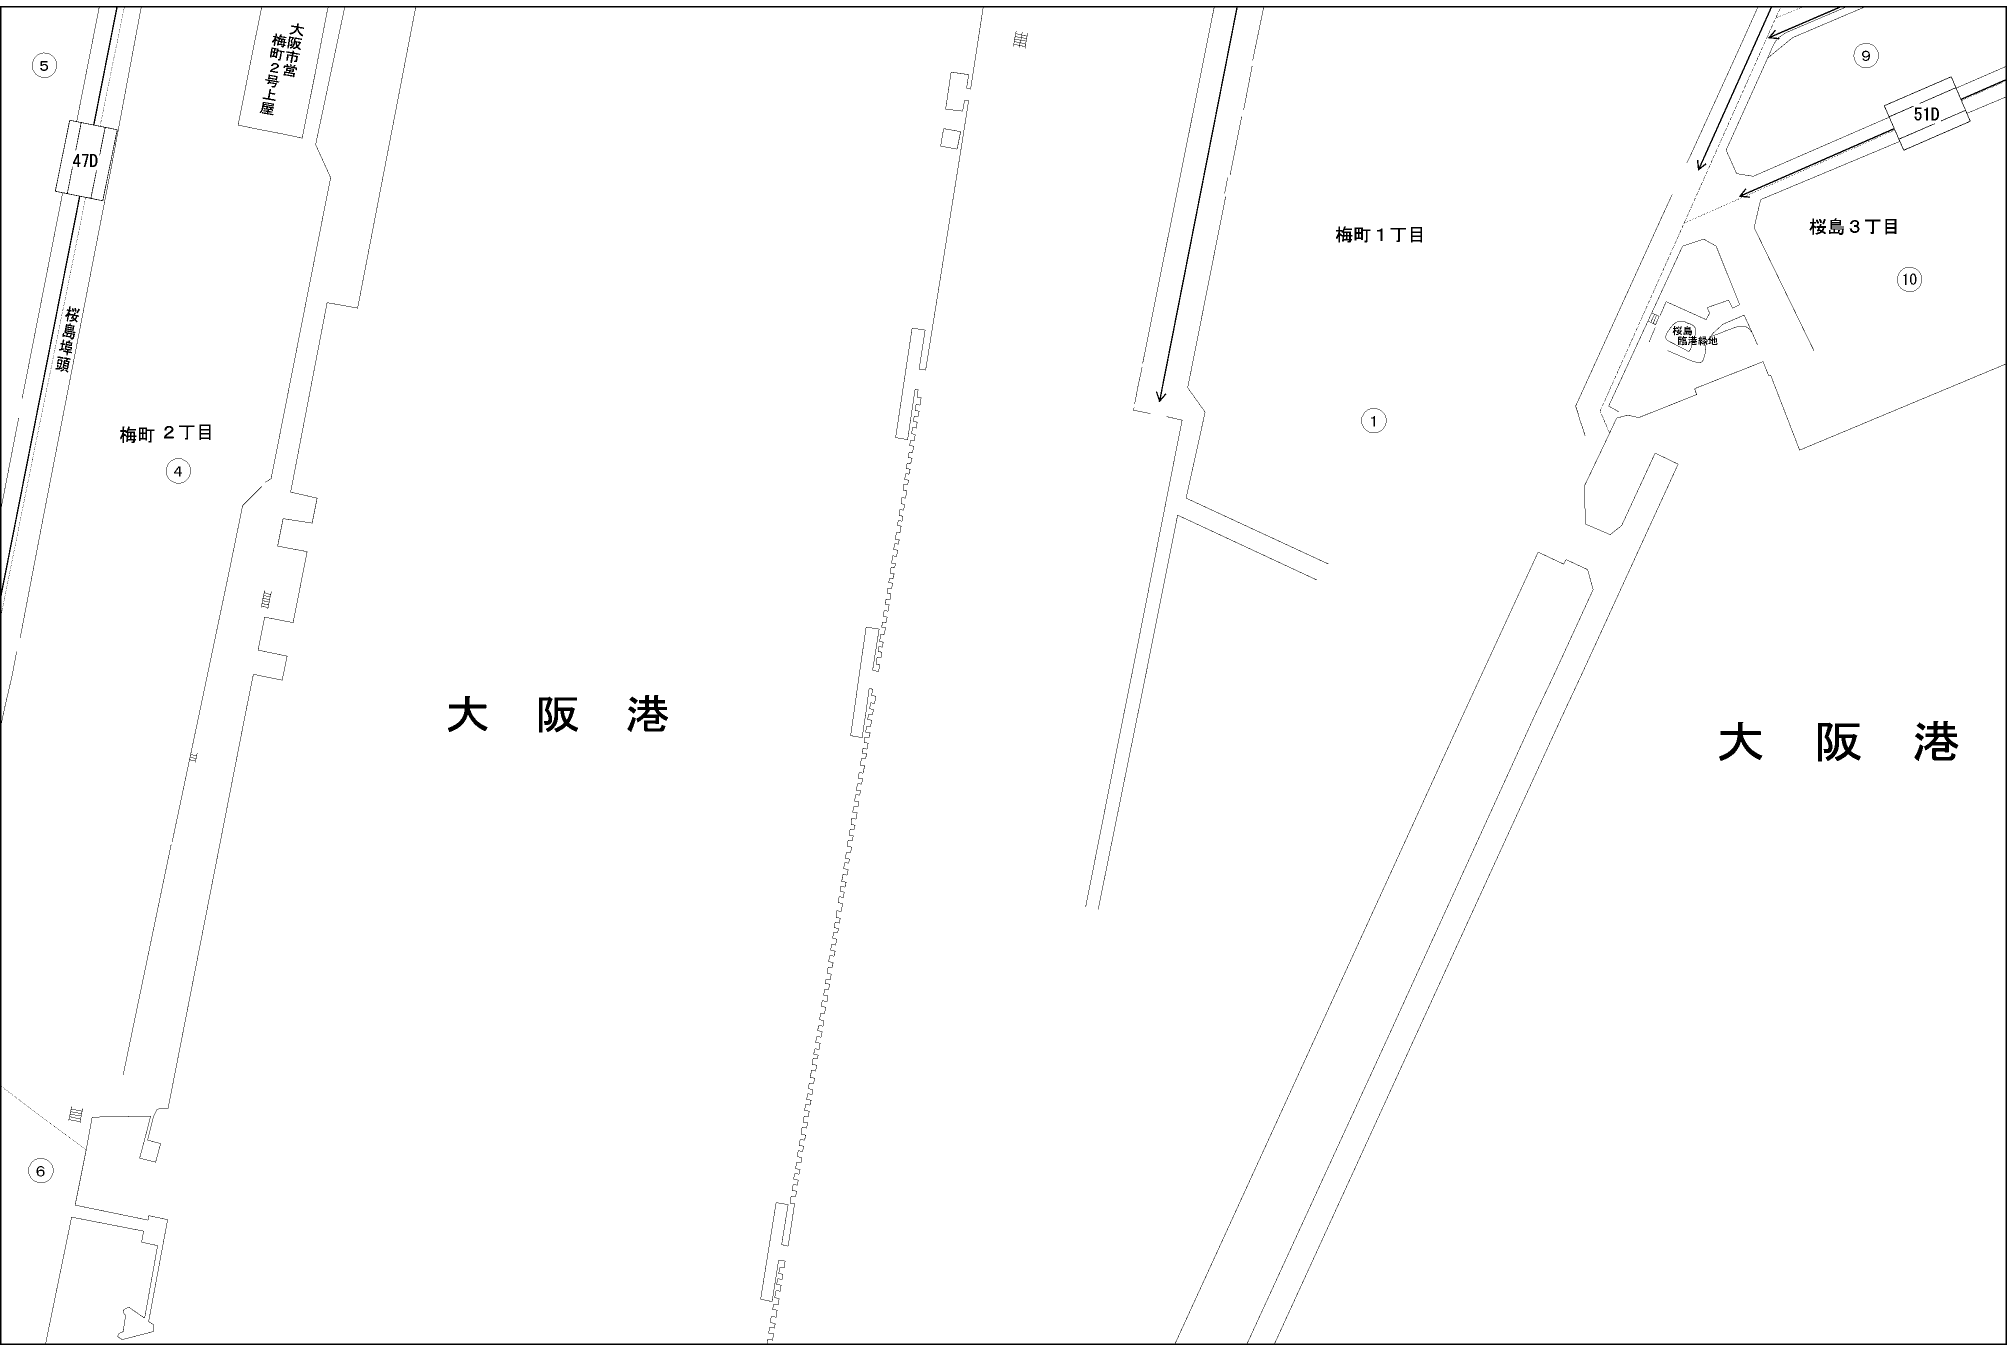 大阪市営
梅町２号上屋
5
9
51D
47D
梅町１丁目
桜島３丁目
10
桜島埠頭
桜島
臨港緑地
梅町 ２丁目
4
1
大 阪 港
大 阪 港
6